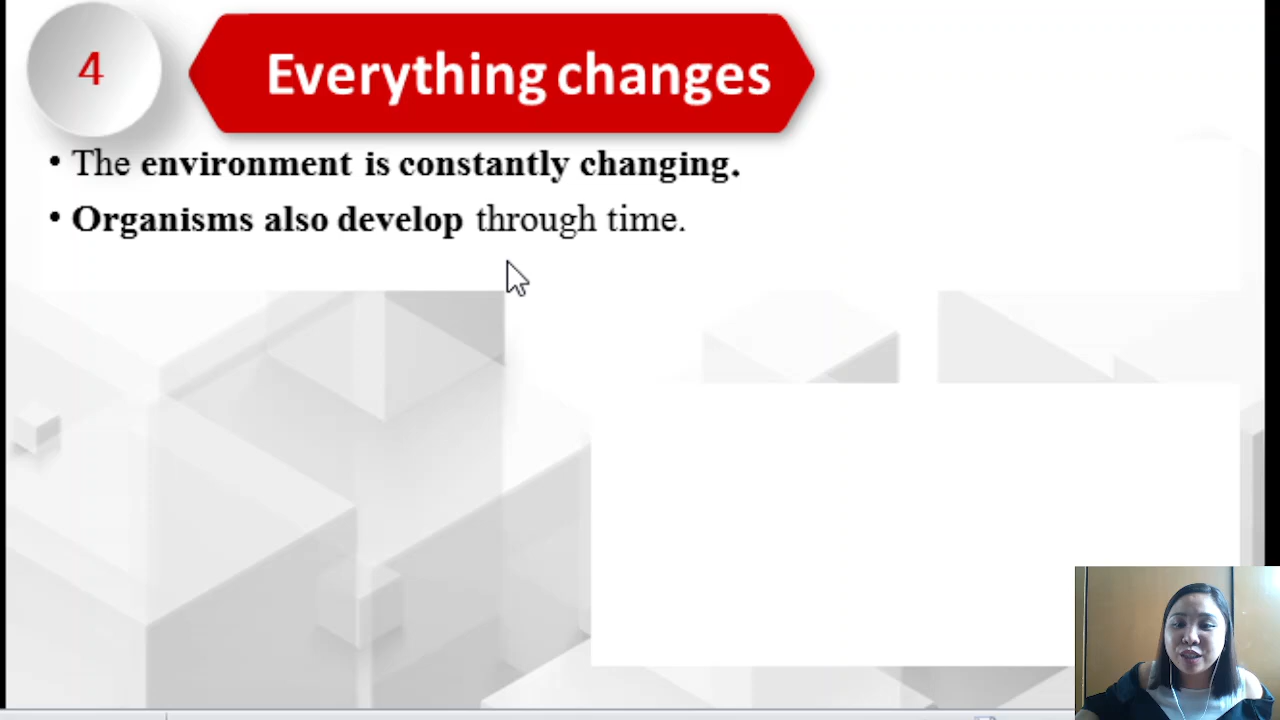 4
Everything changes
• The environment is constantly changing.
• Organisms also develop through time.